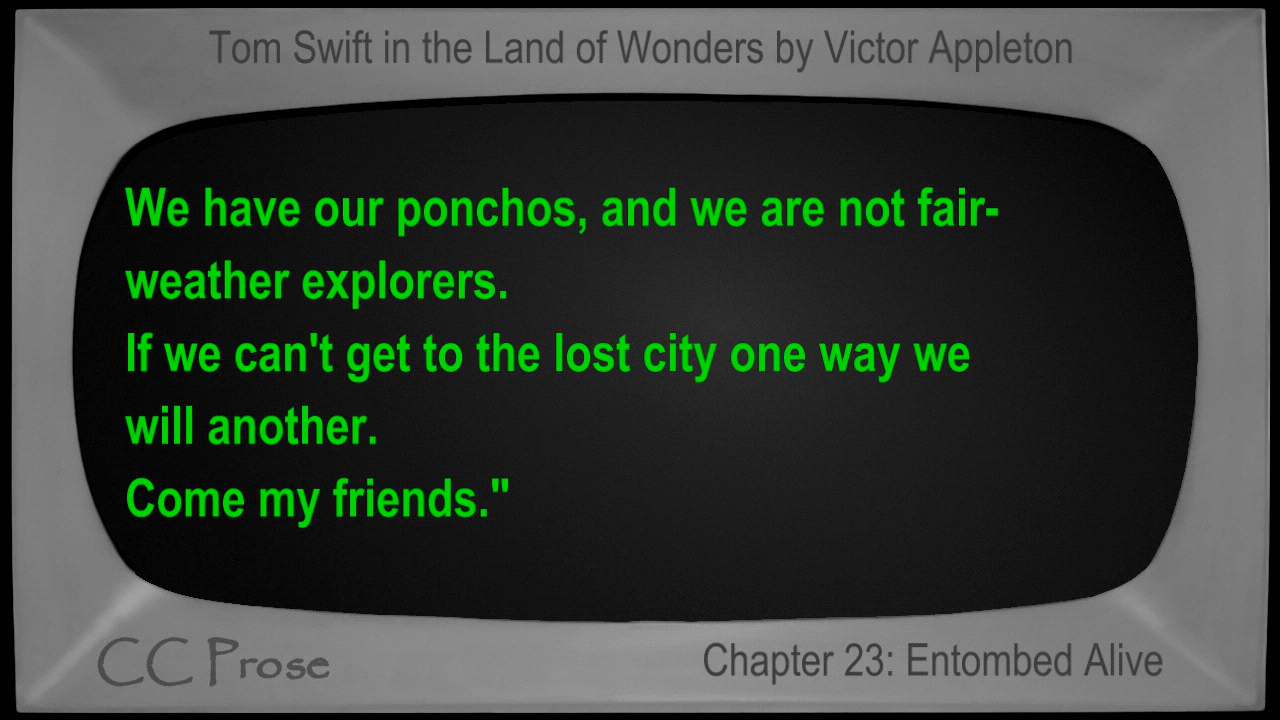 Tom Swift in the Land of Wonders by Victor Appleton
We have our ponchos, and we are not fair-
weather explorers.
If we can't get to the lost city one way we
will another.
Come my friends."
CC Prose
Chapter 23: Entombed Alive